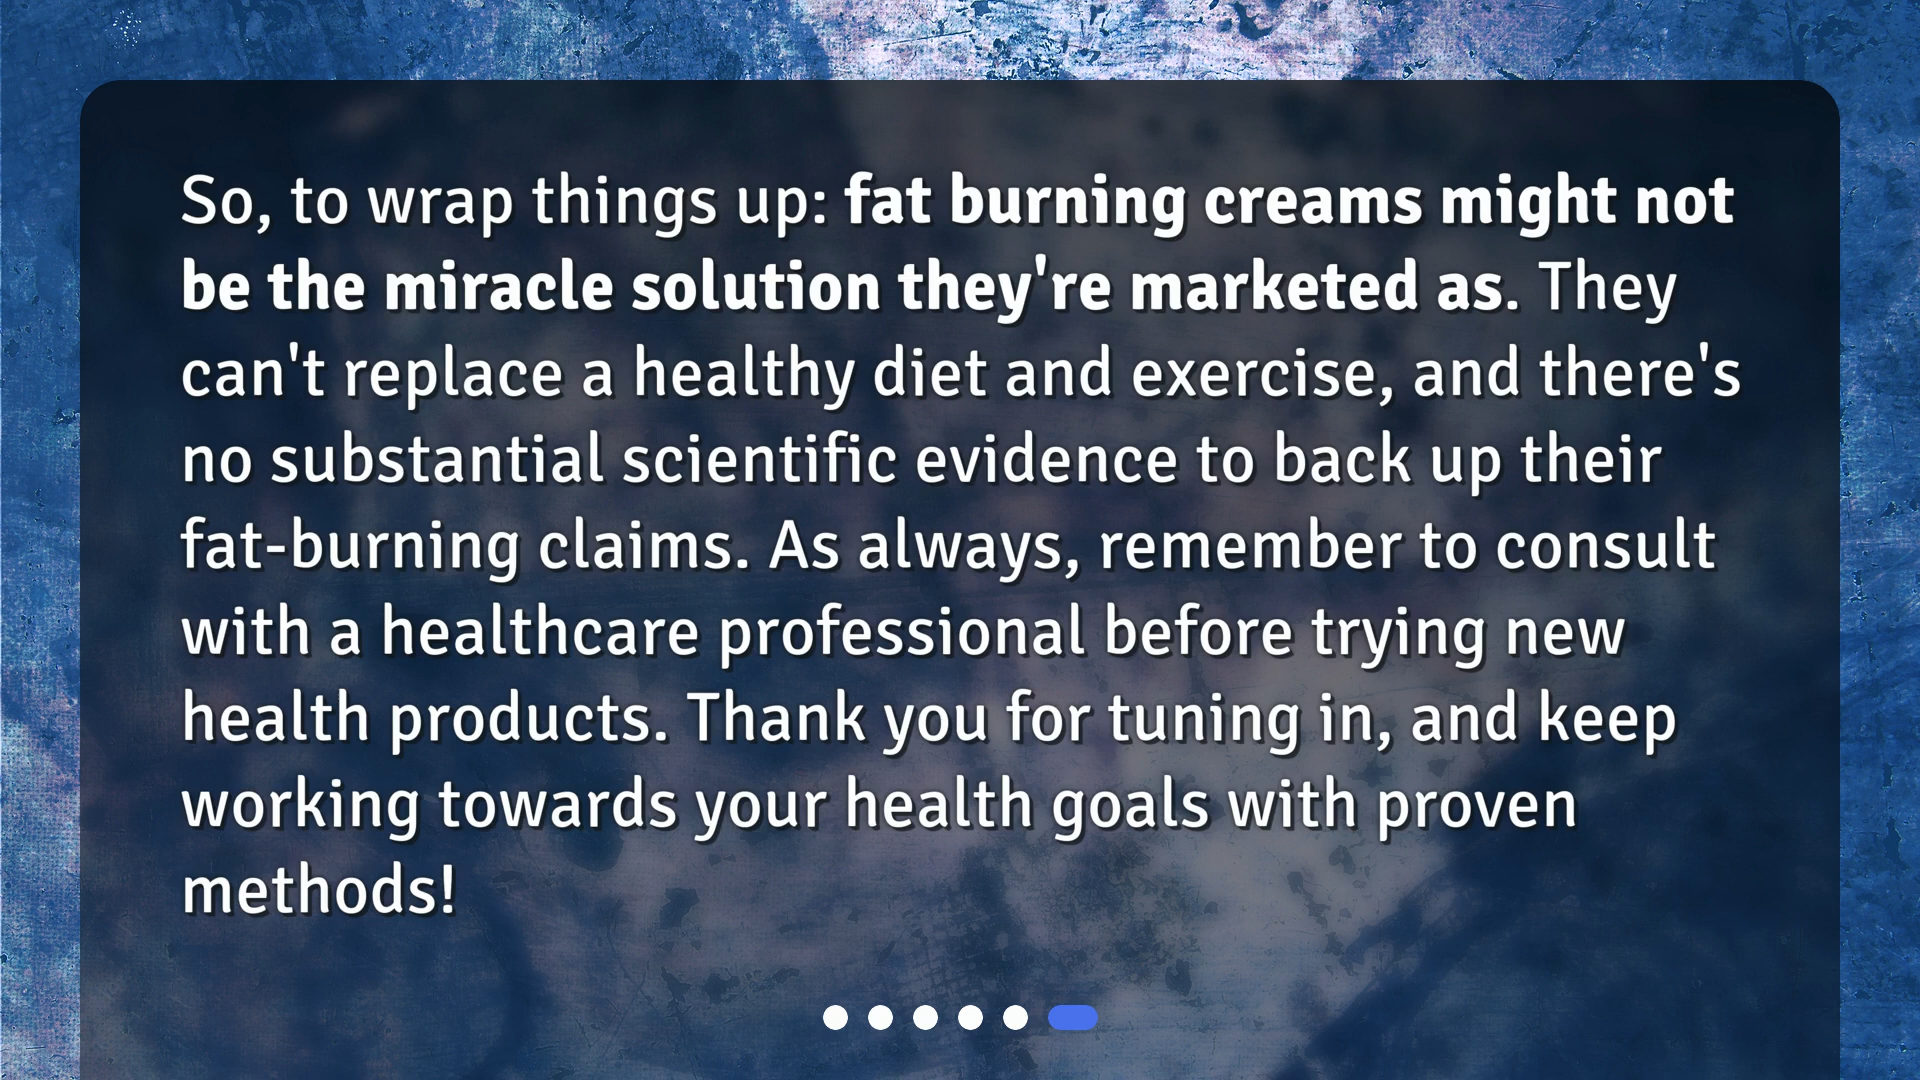 So, to wrap things up: fat burning creams might not
be the miracle solution they're marketed as. They
can't replace a healthy diet and exercise, and there's
no substantial scientific evidence to back up their
fat-burning claims. As always, remember to consult
with a healthcare professional before trying new
health products. Thank you for tuning in, and keep
working towards your health goals with proven
methods!